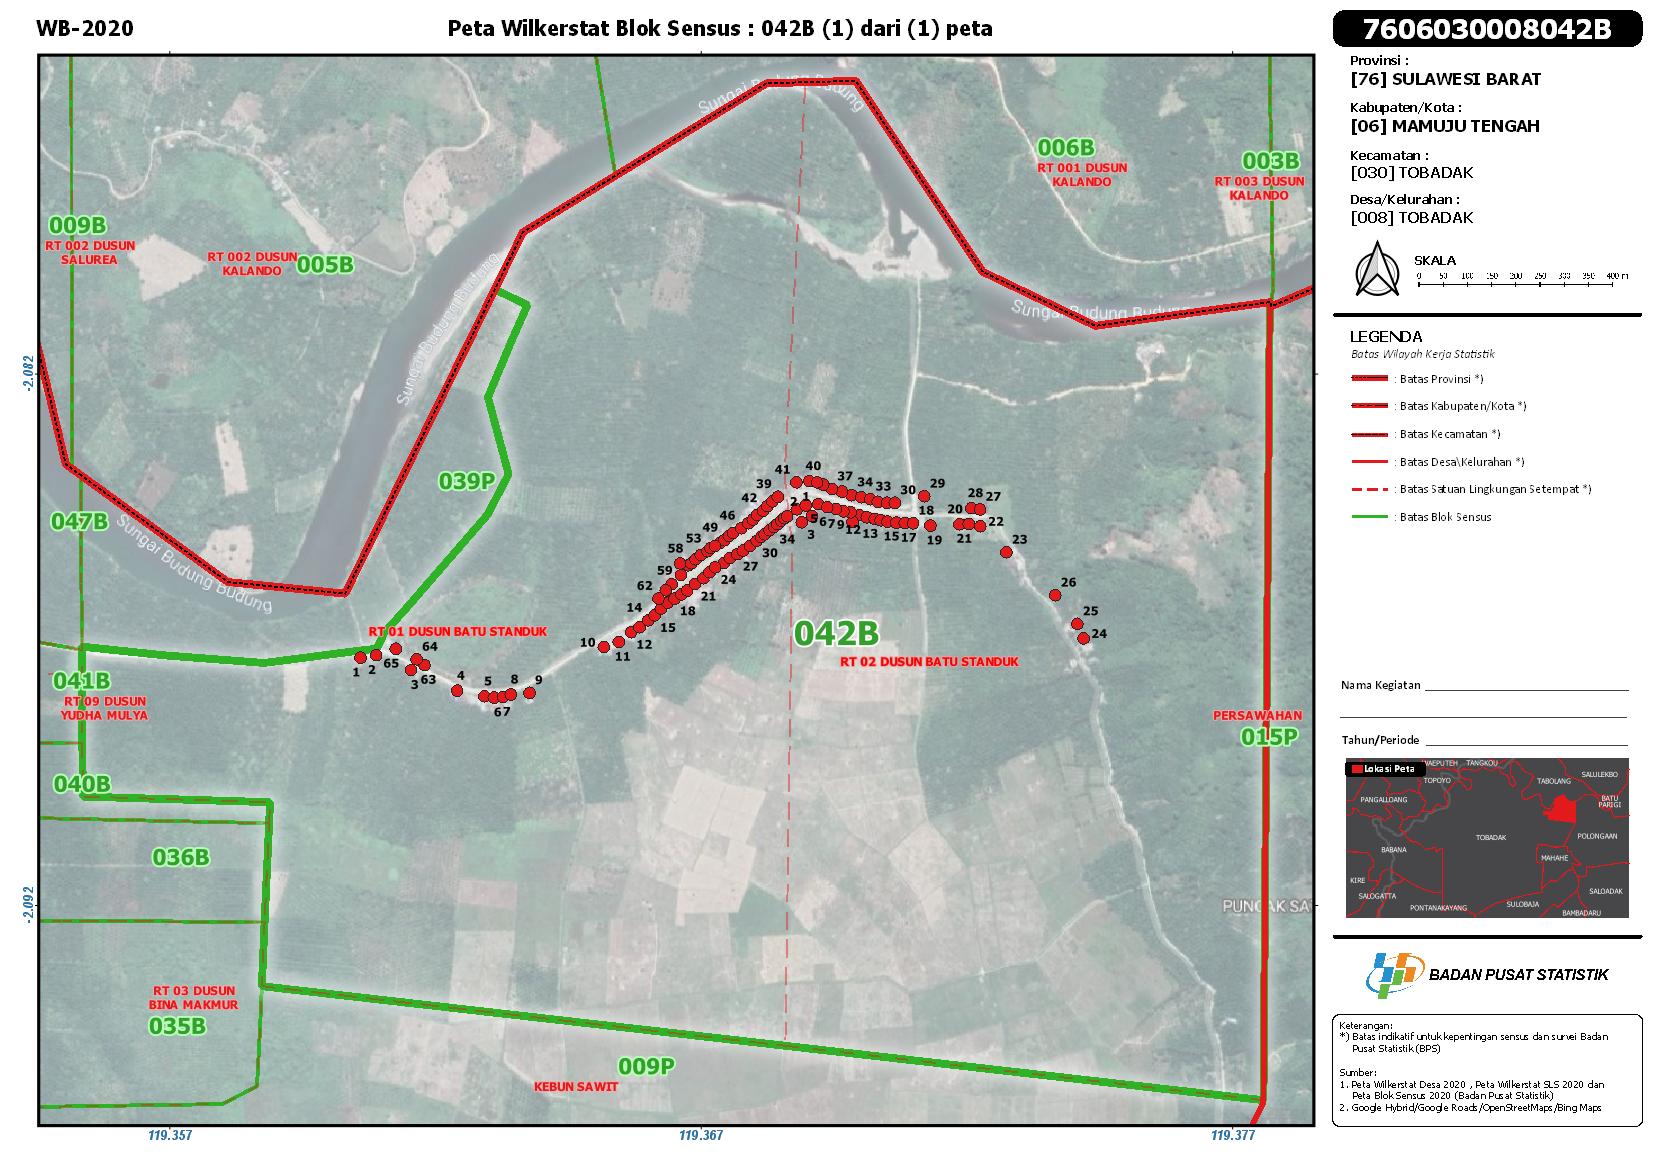 WB-2020
Peta Wilkerstat Blok Sensus : 042B (1) dari (1) peta
7606030008042B
Provinsi :
[76] SULAWESI BARAT
Kabupaten/Kota :
[06] MAMUJU TENGAH
Kecamatan :
[030] TOBADAK
Desa/Kelurahan :
[008] TOBADAK
SKALA
0 50 100 150 200 250 300 350 400 m
LEGENDA
Batas Wilayah Kerja Statistik
: Batas Provinsi *)
: Batas Kabupaten/Kota *)
: Batas Kecamatan *)
: Batas Desa\Kelurahan *)
: Batas Satuan Lingkungan Setempat *)
: Batas Blok Sensus
Nama Kegiatan
Tahun/Periode
Lokasi Peta
TANGKOU
TOPOYO
TABOLANG
SALULEKBO
PANGALLOANG
BATU
PARIGI
TOBADAK
POLONGAAN
BABANA
MAHAHE
KIRE
SALOGATTA
SALOADAK
PONTANAKAYANG
SULOBAJA
BAMBADARU
BADAN PUSAT STATISTIK
Keterangan:
*) Batas indikatif untuk kepentingan sensus dan survei Badan
Pusat Statistik (BPS)
Sumber:
1. Peta Wilkerstat Desa 2020 , Peta Wilkerstat SLS 2020 dan
Peta Blok Sensus 2020 (Badan Pusat Statistik)
2. Google Hybrid/Google Roads/OpenStreetMaps/Bing Maps
Sungai Budung Budung
006B
RT 001 DUSUN
KALANDO
003B
RT 003 DUSUN
KALANDO
009B
RT 002 DUSUN
SALUREA
RT 002 DUSUN
KALANDO
005B
Sungai Budung Budung
Sungai Budung Budung
-2.082
039P
047B
Sungai Budung Budung
41 40 39 37 34 33 30 29
42 28 27
46 2 1 18 20
49 5 6 7 9 12 13 15 17 19 21 22
53 3 34 23
58 30
59 27
62 24 26
14 21
18 25
15 24
10 11 12
RT 01 DUSUN BATU STANDUK
1 2 65 64 3 63 4 5 67 8 9
042B
RT 02 DUSUN BATU STANDUK
041B
RT 09 DUSUN
YUDHA MULYA
PERSAWAHAN
015P
040B
036B
-2.092
PUNCAK SA
RT 03 DUSUN
BINA MAKMUR
035B
009P
KEBUN SAWIT
119.357
119.367
119.377